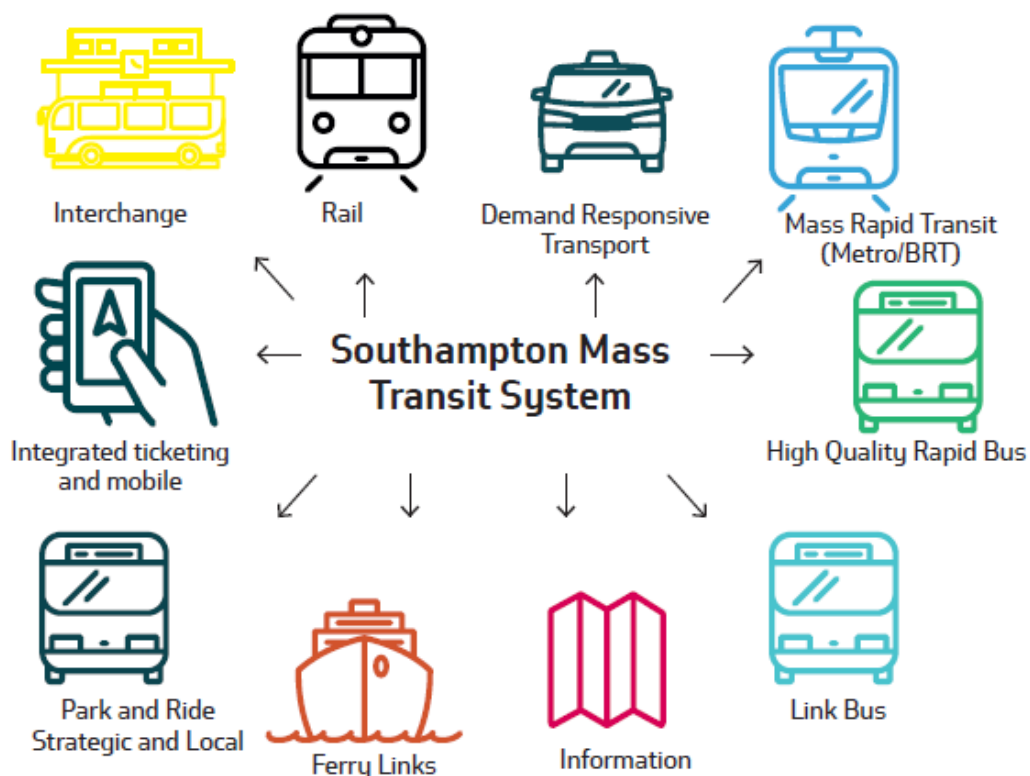 Interchange
Rail
Demand Responsive
Transport
Mass Rapid Transit
(Metro/BRT)
Southampton Mass
Transit System
Integrated ticketing
and mobile
High Quality Rapid Bus
Park and Ride
Strategic and Local
Ferry Links
Information
Link Bus